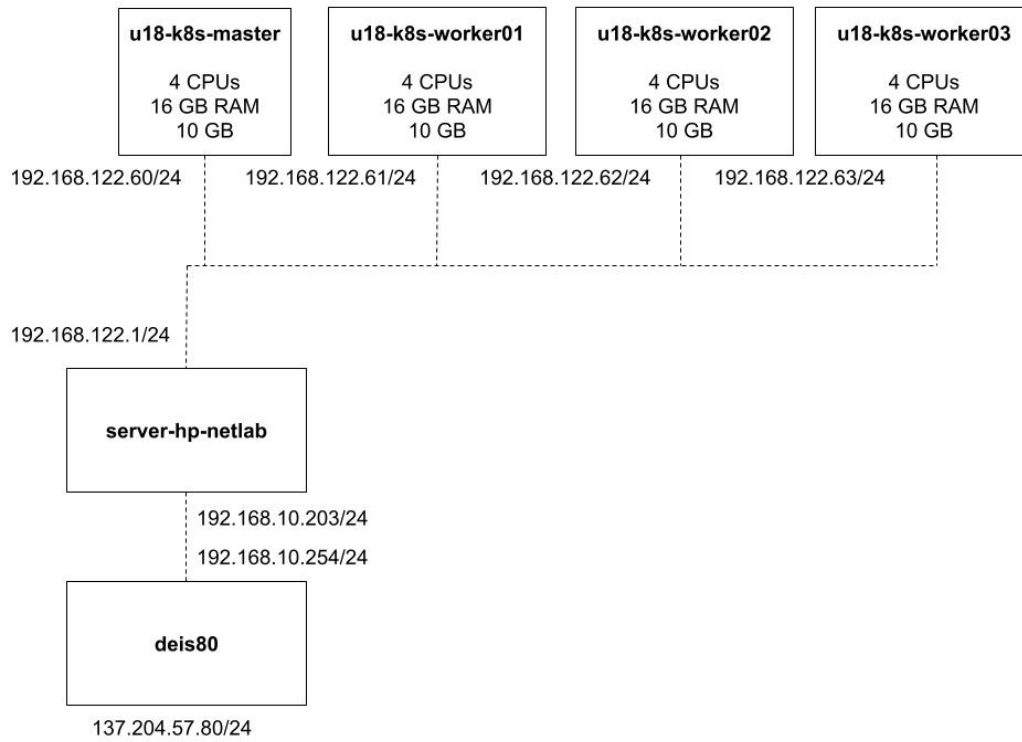 u18-k8s-master
4 CPUs
16 GB RAM
10 GB
u18-k8s-worker01
4 CPUs
16 GB RAM
10 GB
u18-k8s-worker02
4 CPUs
16 GB RAM
10 GB
u18-k8s-worker03
4 CPUs
16 GB RAM
10 GB
192.168.122.60/24
192.168.122.61/24
192.168.122.62/24
192.168.122.63/24
192.168.122.1/24
server-hp-netlab
192.168.10.203/24
192.168.10.254/24
deis80
137.204.57.80/24